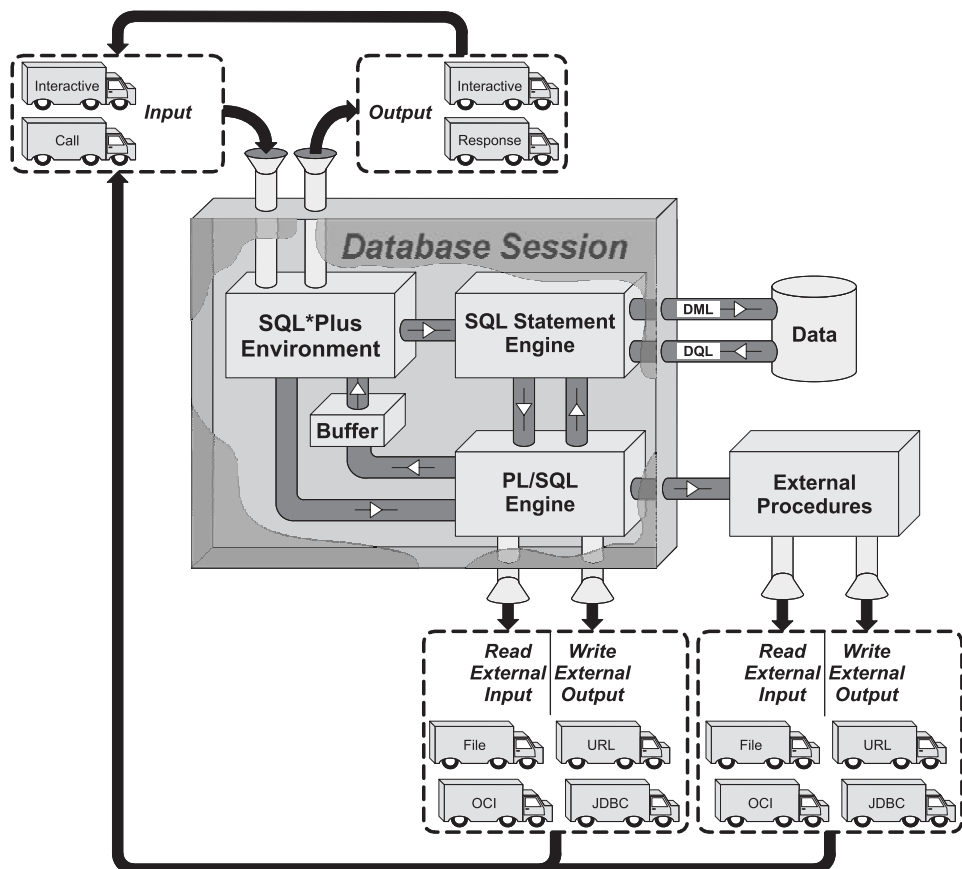 Interactive
Input
Call
Output
Interactive
Response
Database Session
SQL*Plus
Environment
SQL Statement
Engine
DML
DQL
Data
Buffer
PL/SQL
Engine
External
Procedures
Read
External
Input
Write
External
Output
File
URL
OCI
JDBC
Read
External
Input
Write
External
Output
File
URL
OCI
JDBC